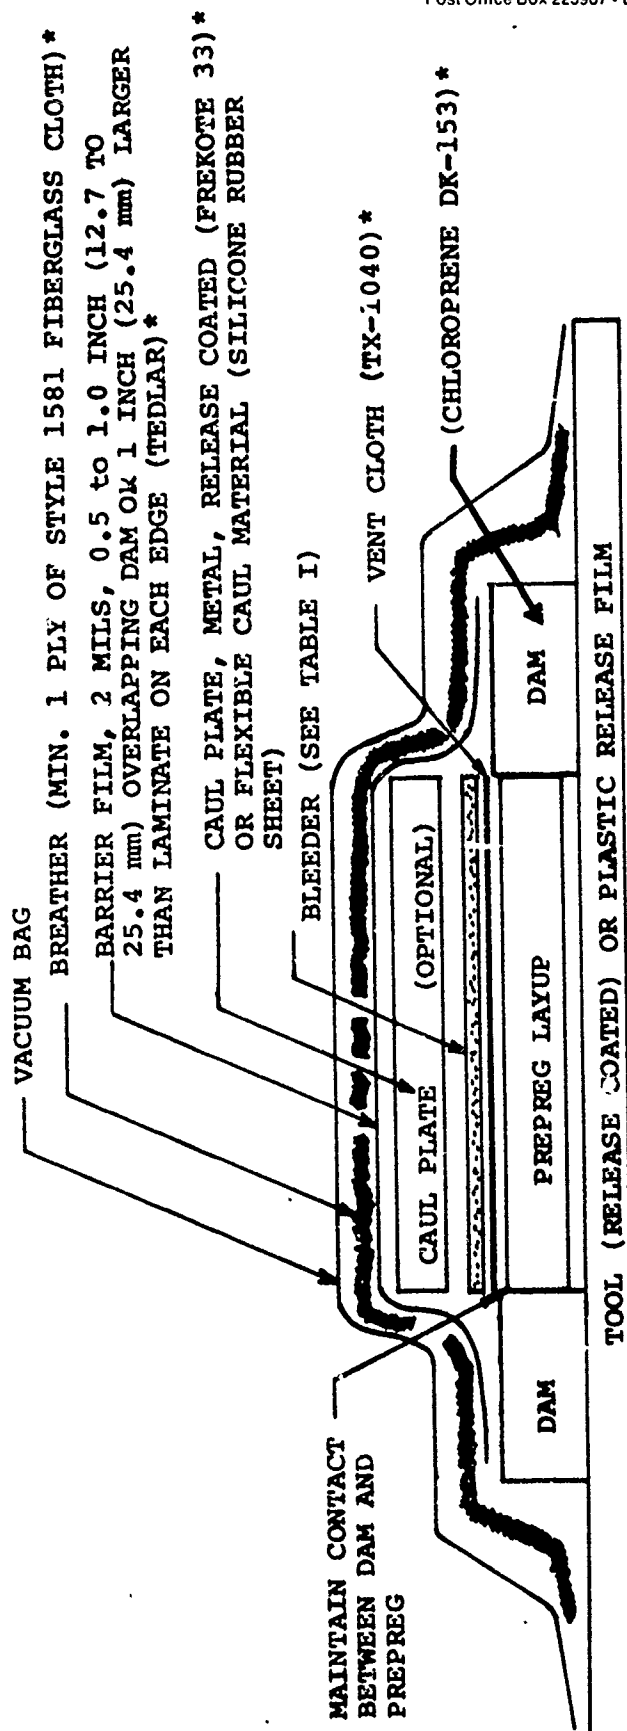 VACUUM BAG
BREATHER (MIN. 1 PLY OF STYLE 1581 FIBERGLASS CLOTH)*
BARRIER FILM, 2 MILS, 0.5 to 1.0 INCH (12.7 TO
25.4 mm) OVERLAPPING DAM OR 1 INCH (25.4 mm) LARGER
THAN LAMINATE ON EACH EDGE (TEDLAR)*
CAUL PLATE, METAL, RELEASE COATED (FREKOTE 33)*
OR FLEXIBLE CAUL MATERIAL (SILICONE RUBBER
SHEET)
BLEEDER (SEE TABLE I)
VENT CLOTH (TX-1040)*
(CHLOROPRENE DK-153)*
MAINTAIN CONTACT
BETWEEN DAM AND
PREPREG
CAUL PLATE (OPTIONAL)
DAM
PREPREG LAYUP
DAM
TOOL (RELEASE COATED) OR PLASTIC RELEASE FILM
Post Office Box 225907